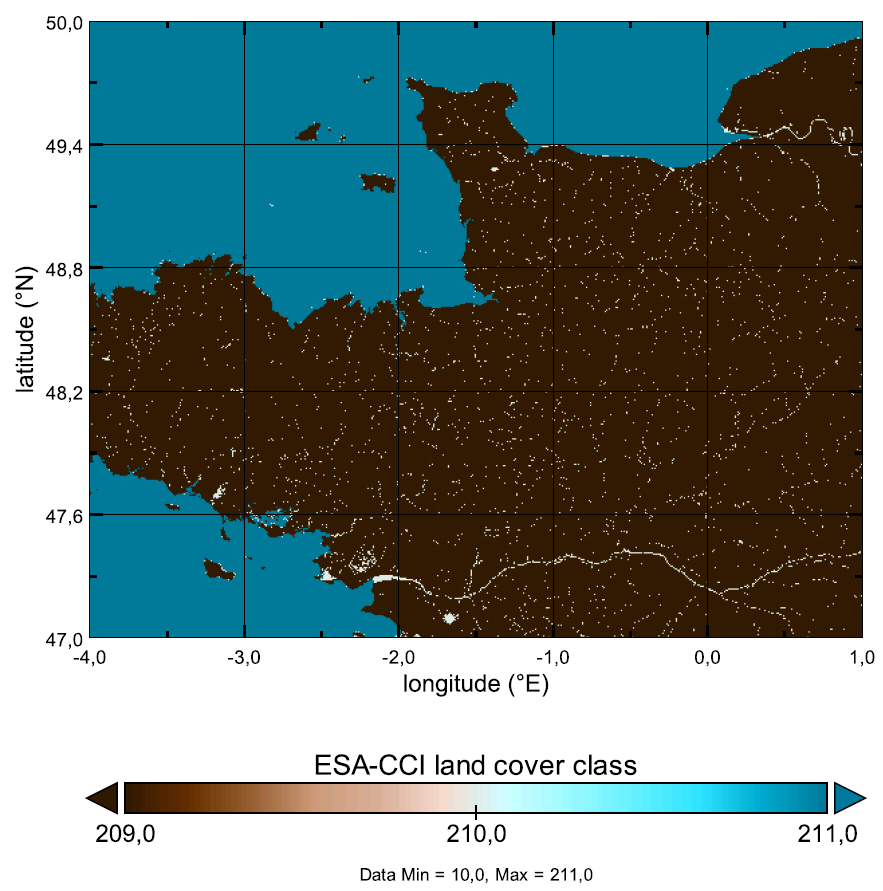 50,0
49,4
48,8
48,2
47,6
47,0
latitude (°N)
-4,0 -3,0 -2,0 -1,0 0,0 1,0
longitude (°E)
ESA-CCI land cover class
209,0 210,0 211,0
Data Min = 10,0, Max = 211,0